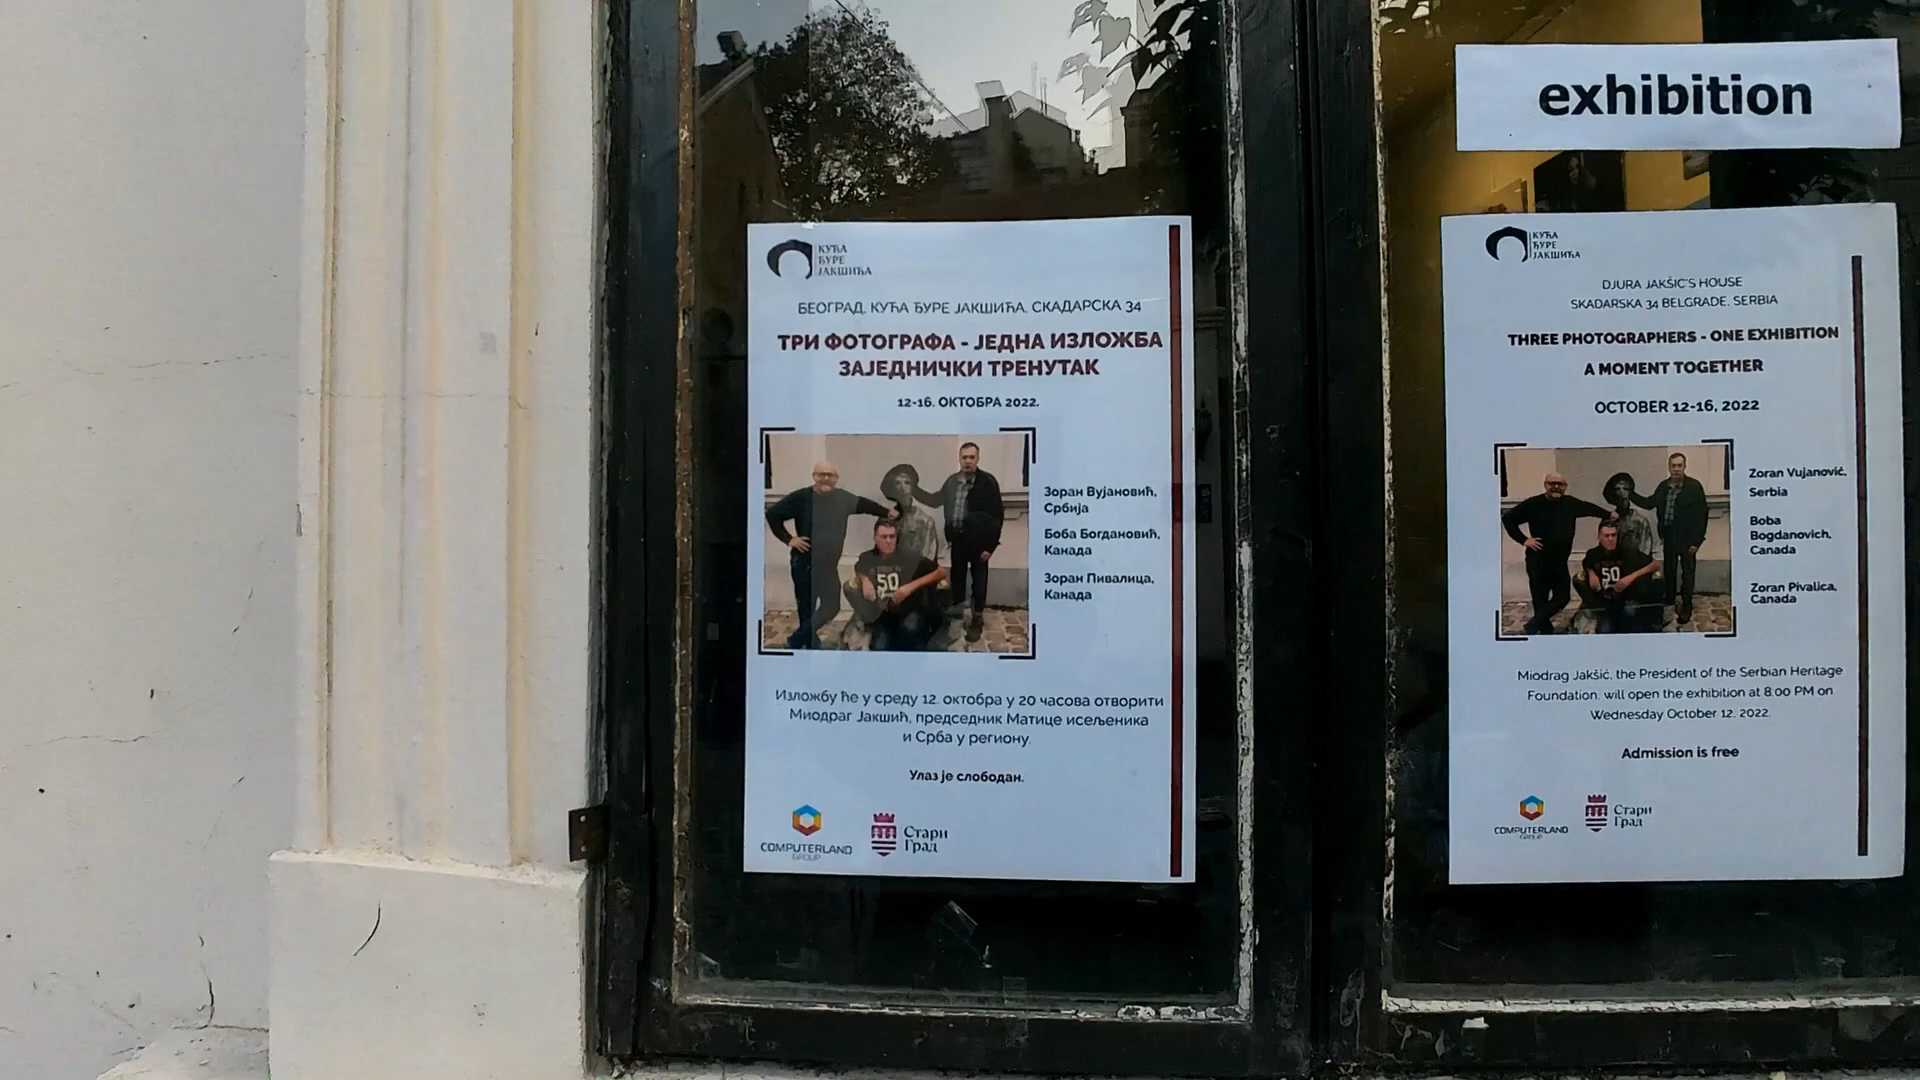 КУЋА
ЂУРЕ
ЈАКШИЋА
БЕОГРАД, КУЋА ЂУРЕ ЈАКШИЋА, СКАДАРСКА 34
ТРИ ФОТОГРАФА - ЈЕДНА ИЗЛОЖБА
ЗАЈЕДНИЧКИ ТРЕНУТАК
12-16. ОКТОБРА 2022.
50
Зоран Вујановић,
Србија
Боба Богдановић,
Канада
Зоран Пивалица,
Канада
Изложбу ће у среду 12. октобра у 20 часова отворити
Миодраг Јакшић, председник Матице исељеника
и Срба у региону.
Улаз је слободан.
COMPUTERLAND
GROUP
Стари
Град
exhibition
КУЋА
ЂУРЕ
ЈАКШИЋА
DJURA JAKŠIĆ'S HOUSE
SKADARSKA 34 BELGRADE, SERBIA
THREE PHOTOGRAPHERS - ONE EXHIBITION
A MOMENT TOGETHER
OCTOBER 12-16, 2022
50
Zoran Vujanović,
Serbia
Boba
Bogdanovich,
Canada
Zoran Pivalica,
Canada
Miodrag Jakšić, the President of the Serbian Heritage
Foundation, will open the exhibition at 8:00 PM on
Wednesday October 12, 2022.
Admission is free
COMPUTERLAND
GROUP
Стари
Град